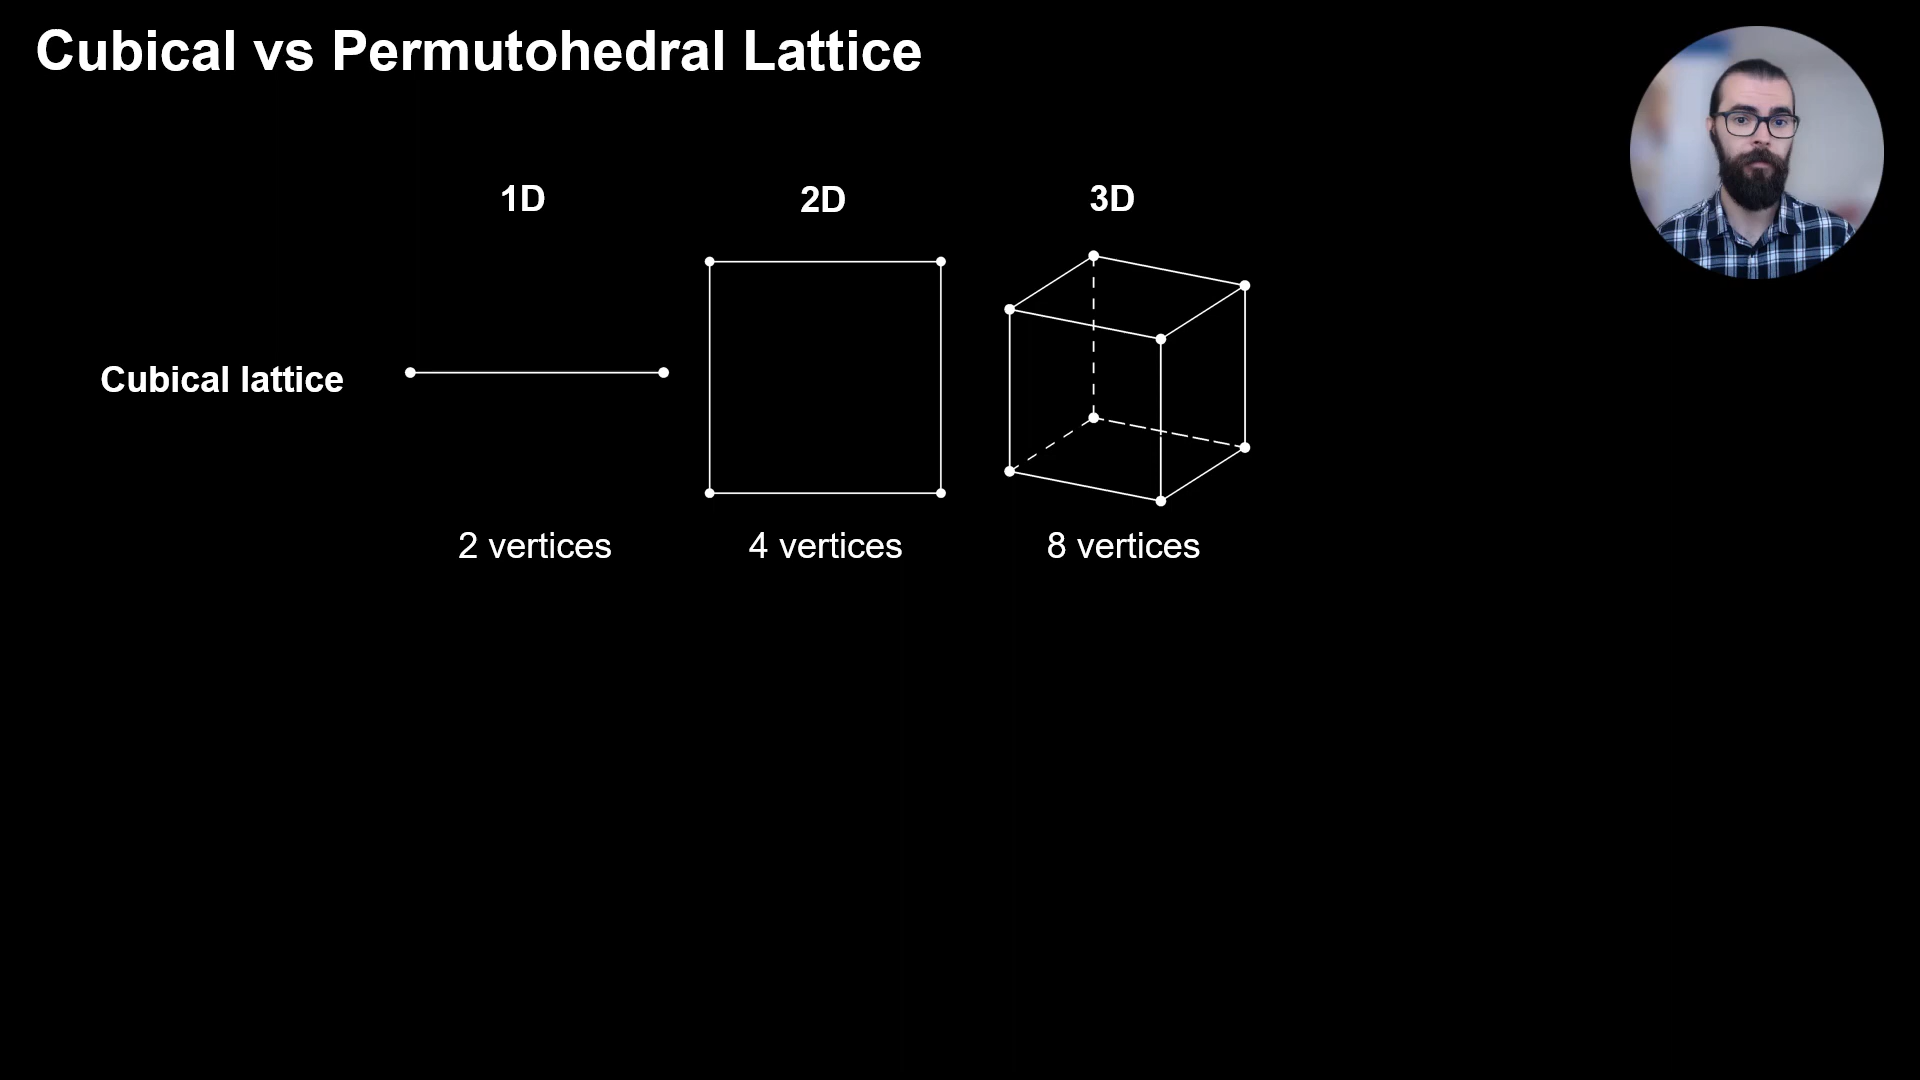 Cubical vs Permutohedral Lattice
1D
2D
3D
Cubical lattice
2 vertices
4 vertices
8 vertices